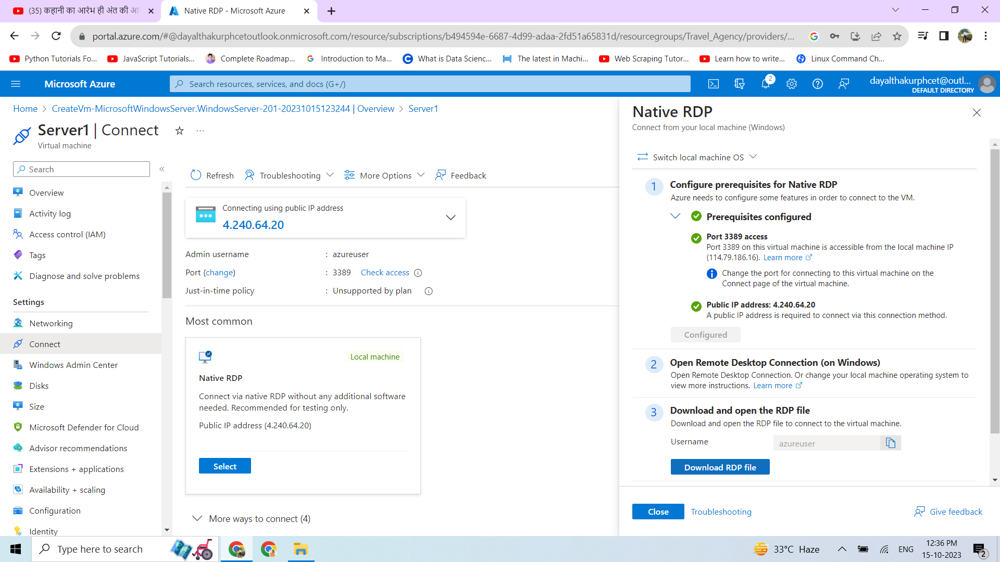 (35) कहानी का आरंभ ही अंत की आ
Native RDP - Microsoft Azure
portal.azure.com/#@dayalthakurphcetoutlook.onmicrosoft.com/resource/subscriptions/b494594e-6687-4d99-adaa-2fd51a65831d/resourcegroups/Travel_Agency/providers/...
Python Tutorials Fo...
JavaScript Tutorials...
Complete Roadmap...
Introduction to Ma...
What is Data Scienc...
The latest in Machi...
Web Scraping Tutor...
Learn how to write...
Linux Command Ch...
Microsoft Azure
Search resources, services, and docs (G+/)
2
dayalthakurphcet@outl...
DEFAULT DIRECTORY
Home > CreateVm-MicrosoftWindowsServer.WindowsServer-201-20231015123244 | Overview > Server1
Server1 | Connect
Virtual machine
Search
Overview
Activity log
Access control (IAM)
Tags
Diagnose and solve problems
Settings
Networking
Connect
Windows Admin Center
Disks
Size
Microsoft Defender for Cloud
Advisor recommendations
Extensions + applications
Availability + scaling
Configuration
Identity
Refresh
Troubleshooting
More Options
Feedback
Connecting using public IP address
4.240.64.20
Admin username : azureuser
Port (change) : 3389 Check access
Just-in-time policy : Unsupported by plan
Most common
Local machine
Native RDP
Connect via native RDP without any additional software
needed. Recommended for testing only.
Public IP address (4.240.64.20)
Select
More ways to connect (4)
Native RDP
Connect from your local machine (Windows)
Switch local machine OS
1 Configure prerequisites for Native RDP
Azure needs to configure some features in order to connect to the VM.
Prerequisites configured
Port 3389 access
Port 3389 on this virtual machine is accessible from the local machine IP
(114.79.186.16). Learn more
Change the port for connecting to this virtual machine on the
Connect page of the virtual machine.
Public IP address: 4.240.64.20
A public IP address is required to connect via this connection method.
Configured
2 Open Remote Desktop Connection (on Windows)
Open Remote Desktop Connection. Or change your local machine operating system to
view more instructions. Learn more
3 Download and open the RDP file
Download and open the RDP file to connect to the virtual machine.
Username azureuser
Download RDP file
Close
Troubleshooting
Give feedback
Type here to search
33°C Haze
ENG
12:36 PM
15-10-2023
2